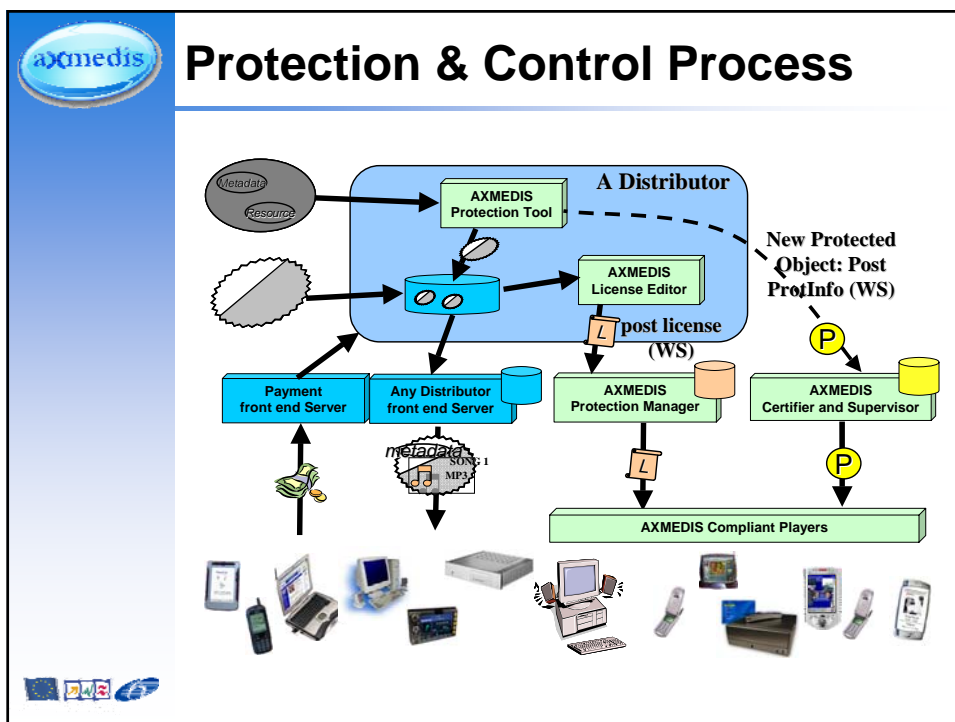 axmedis
Protection & Control Process
Metadata
Resource
A Distributor
AXMEDIS
Protection Tool
New Protected
Object: Post
ProtInfo (WS)
AXMEDIS
License Editor
L
post license
(WS)
P
Payment
front end Server
Any Distributor
front end Server
AXMEDIS
Protection Manager
AXMEDIS
Certifier and Supervisor
metadata
SONG 1
MP3
L
P
AXMEDIS Compliant Players